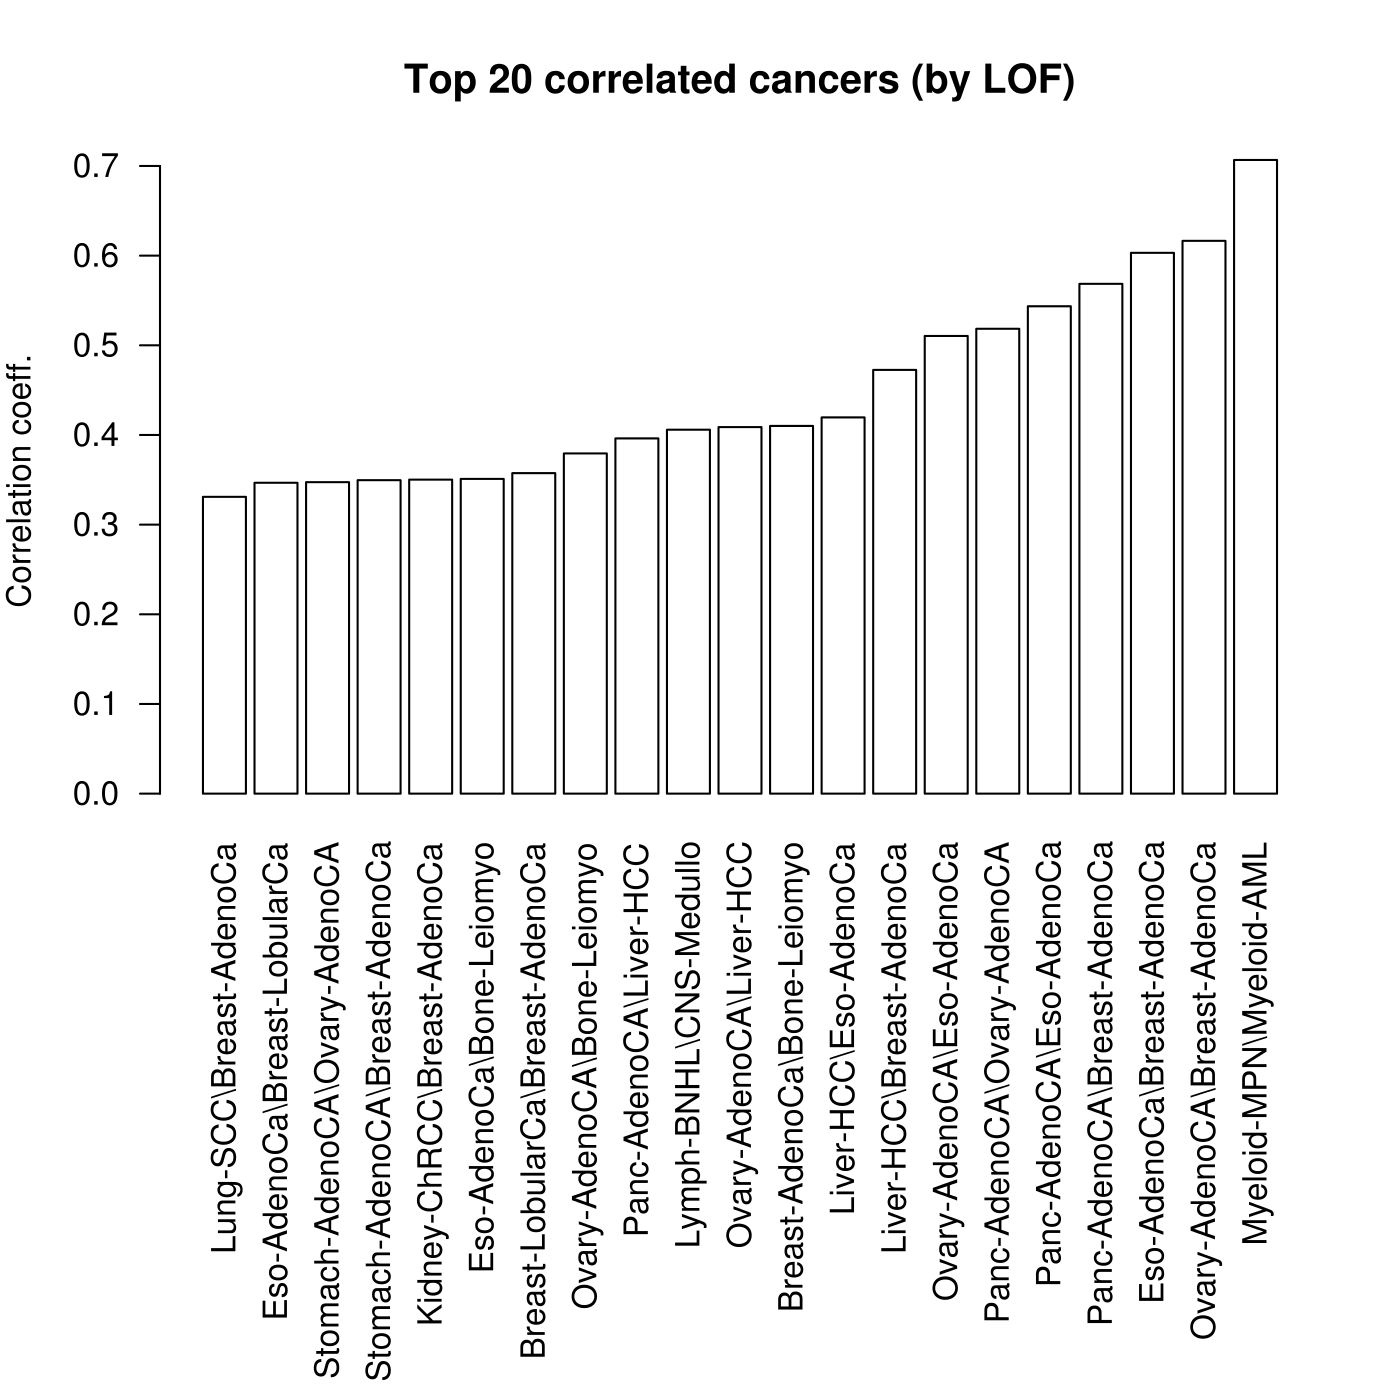 Top 20 correlated cancers (by LOF)
Correlation coeff.
0.7
0.6
0.5
0.4
0.3
0.2
0.1
0.0
Lung-SCC\Breast-AdenoCa
Eso-AdenoCa\Breast-LobularCa
Stomach-AdenoCA\Ovary-AdenoCA
Stomach-AdenoCA\Breast-AdenoCa
Kidney-ChRCC\Breast-AdenoCa
Eso-AdenoCa\Bone-Leiomyo
Breast-LobularCa\Breast-AdenoCa
Ovary-AdenoCA\Bone-Leiomyo
Panc-AdenoCA\Liver-HCC
Lymph-BNHL\CNS-Medullo
Ovary-AdenoCA\Liver-HCC
Breast-AdenoCa\Bone-Leiomyo
Liver-HCC\Eso-AdenoCa
Liver-HCC\Breast-AdenoCa
Ovary-AdenoCA\Eso-AdenoCa
Panc-AdenoCA\Ovary-AdenoCA
Panc-AdenoCA\Eso-AdenoCa
Panc-AdenoCA\Breast-AdenoCa
Eso-AdenoCa\Breast-AdenoCa
Ovary-AdenoCA\Breast-AdenoCa
Myeloid-MPN\Myeloid-AML